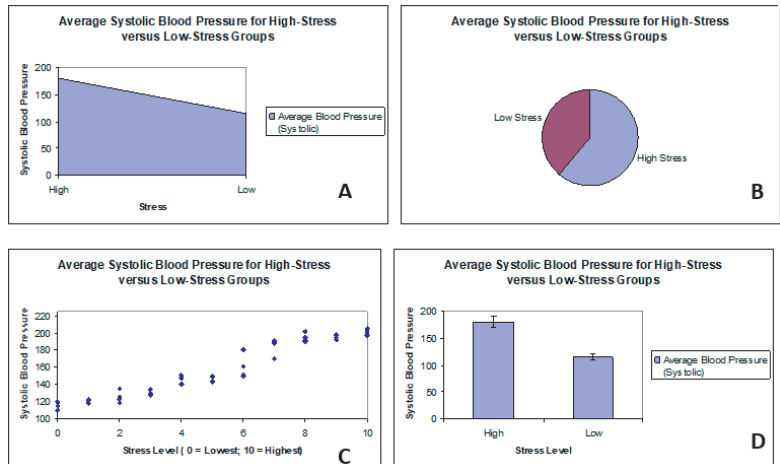 Average Systolic Blood Pressure for High-Stress
versus Low-Stress Groups
Systolic Blood Pressure
200
150
100
50
0
High
Low
Stress
Average Blood Pressure
(Systolic)
A
Average Systolic Blood Pressure for High-Stress
versus Low-Stress Groups
Low Stress
High Stress
B
Average Systolic Blood Pressure for High-Stress
versus Low-Stress Groups
Systolic Blood Pressure
220
200
180
160
140
120
100
0
2
4
6
8
10
Stress Level ( 0 = Lowest; 10 = Highest)
C
Average Systolic Blood Pressure for High-Stress
versus Low-Stress Groups
Systolic Blood Pressure
200
150
100
50
0
High
Low
Stress Level
Average Blood Pressure
(Systolic)
D